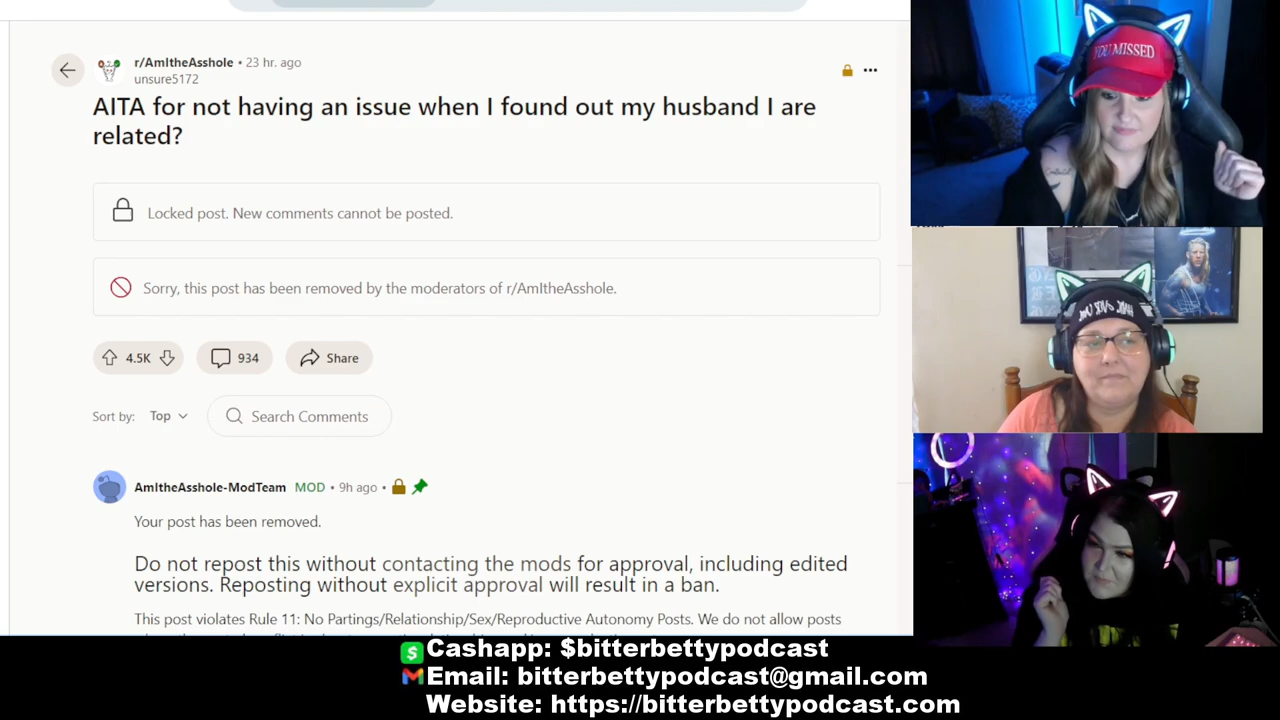 r/AmItheAsshole • 23 hr. ago
unsure5172
AITA for not having an issue when I found out my husband I are
related?
Locked post. New comments cannot be posted.
Sorry, this post has been removed by the moderators of r/AmItheAsshole.
4.5K 934 Share
Sort by: Top Search Comments
AmItheAsshole-ModTeam MOD • 9h ago •
Your post has been removed.
Do not repost this without contacting the mods for approval, including edited
versions. Reposting without explicit approval will result in a ban.
This post violates Rule 11: No Partings/Relationship/Sex/Reproductive Autonomy Posts. We do not allow posts
YOU MISSED
Cashapp: $bitterbettypodcast
Email: bitterbettypodcast@gmail.com
Website: https://bitterbettypodcast.com